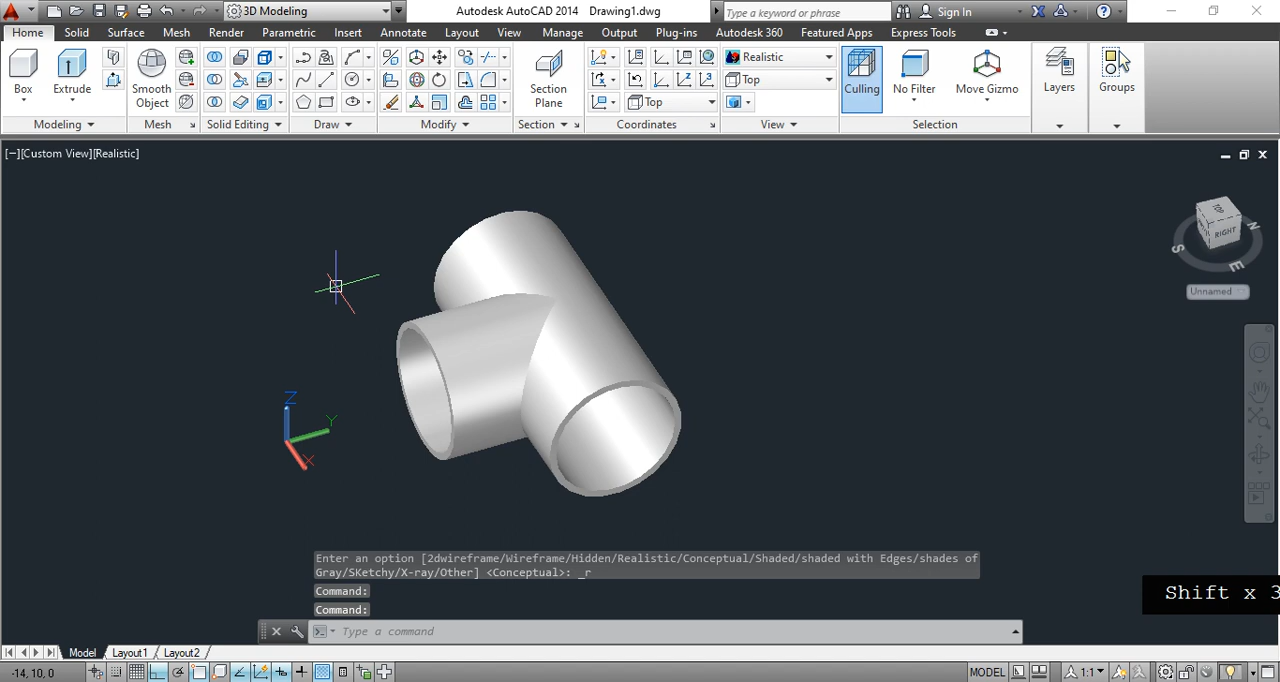 3D Modeling
Autodesk AutoCAD 2014 Drawing1.dwg
Type a keyword or phrase
Sign In
Home Solid Surface Mesh Render Parametric Insert Annotate Layout View Manage Output Plug-ins Autodesk 360 Featured Apps Express Tools
Box
Extrude
Smooth
Object
Section
Plane
Realistic
Top
Top
Culling
No Filter
Move Gizmo
Layers
Groups
Modeling Mesh Solid Editing Draw Modify Section Coordinates View Selection
[−][Custom View][Realistic]
TOP
RIGHT
N
S
E
Unnamed
Z
Y
X
Enter an option [2dwireframe/Wireframe/Hidden/Realistic/Conceptual/Shaded/shaded with Edges/shades of
Gray/SKetchy/X-ray/Other] <Conceptual>: _r
Command:
Command:
Shift x 3
Type a command
Model Layout1 Layout2
-14, 10, 0
MODEL
1:1